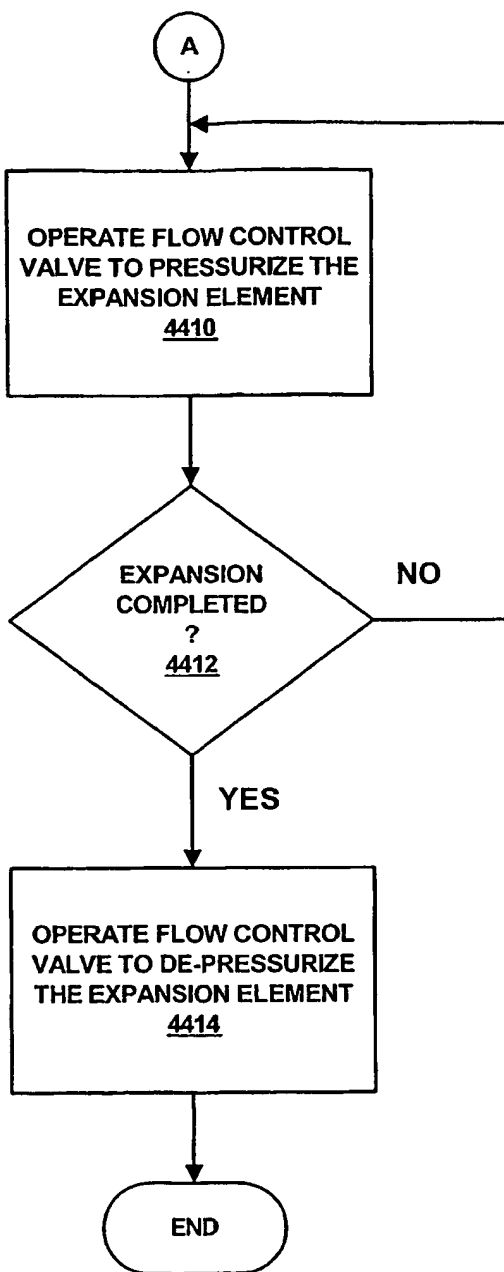 A
OPERATE FLOW CONTROL
VALVE TO PRESSURIZE THE
EXPANSION ELEMENT
4410
EXPANSION
COMPLETED
?
4412
NO
YES
OPERATE FLOW CONTROL
VALVE TO DE-PRESSURIZE
THE EXPANSION ELEMENT
4414
END